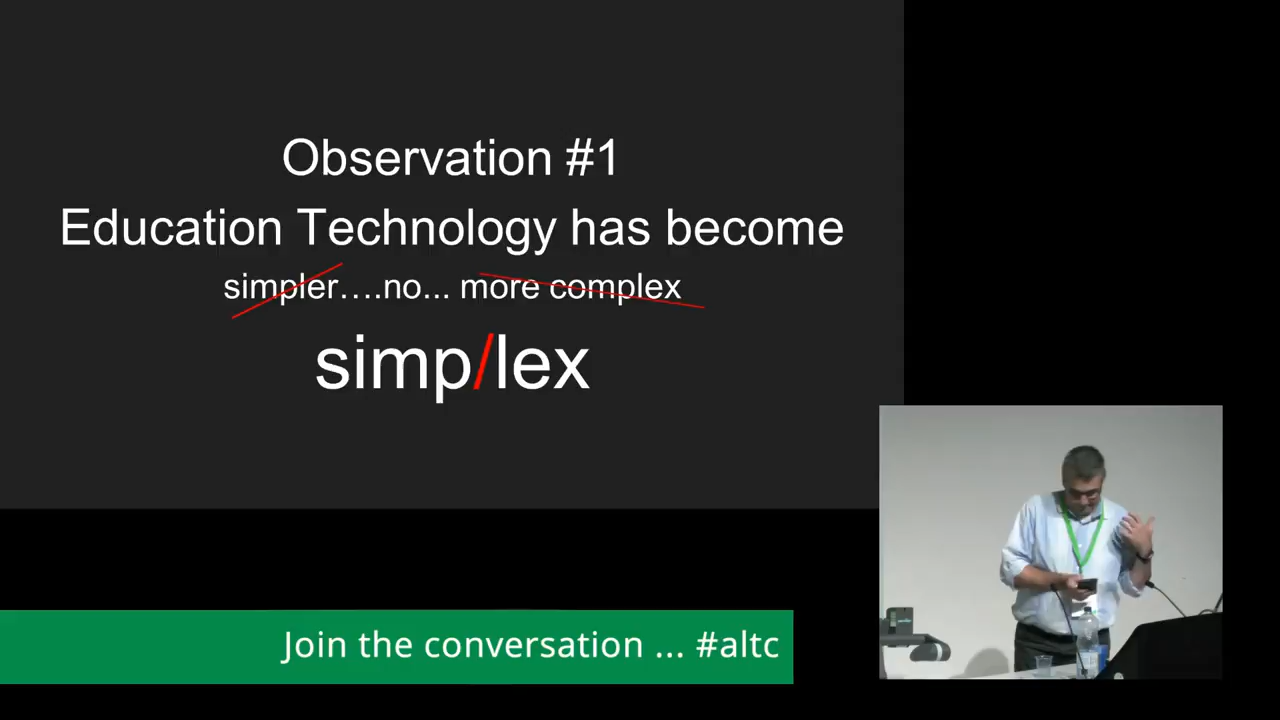 Observation #1
Education Technology has become
simpler….no... more complex
simp/lex
Join the conversation ... #altc